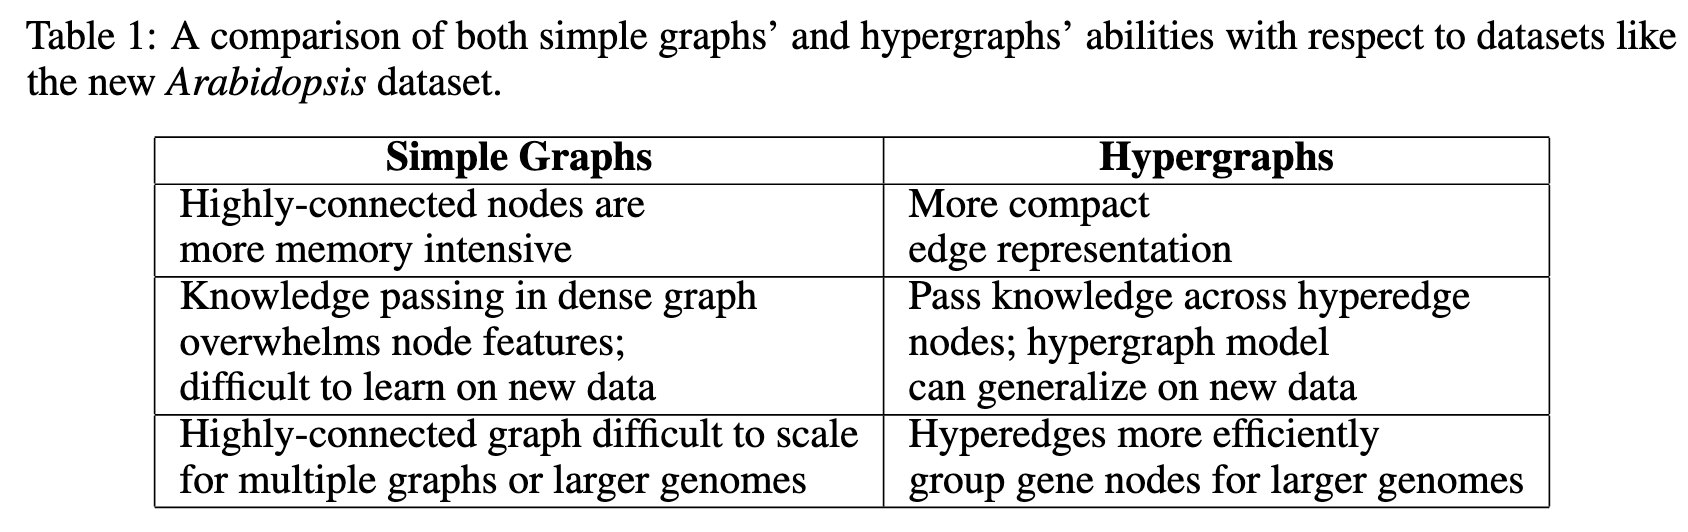 Table 1: A comparison of both simple graphs’ and hypergraphs’ abilities with respect to datasets like
the new Arabidopsis dataset.
Simple Graphs
Hypergraphs
Highly-connected nodes are
more memory intensive
More compact
edge representation
Knowledge passing in dense graph
overwhelms node features;
difficult to learn on new data
Pass knowledge across hyperedge
nodes; hypergraph model
can generalize on new data
Highly-connected graph difficult to scale
for multiple graphs or larger genomes
Hyperedges more efficiently
group gene nodes for larger genomes